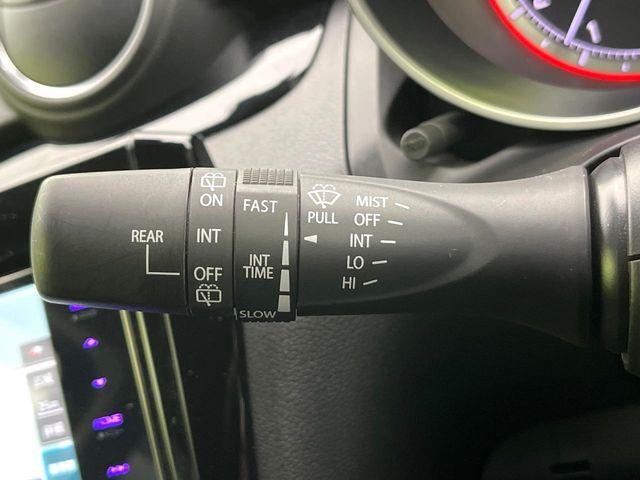 REAR
ON
INT
OFF
FAST
INT
TIME
SLOW
PULL
MIST
OFF
INT
LO
HI